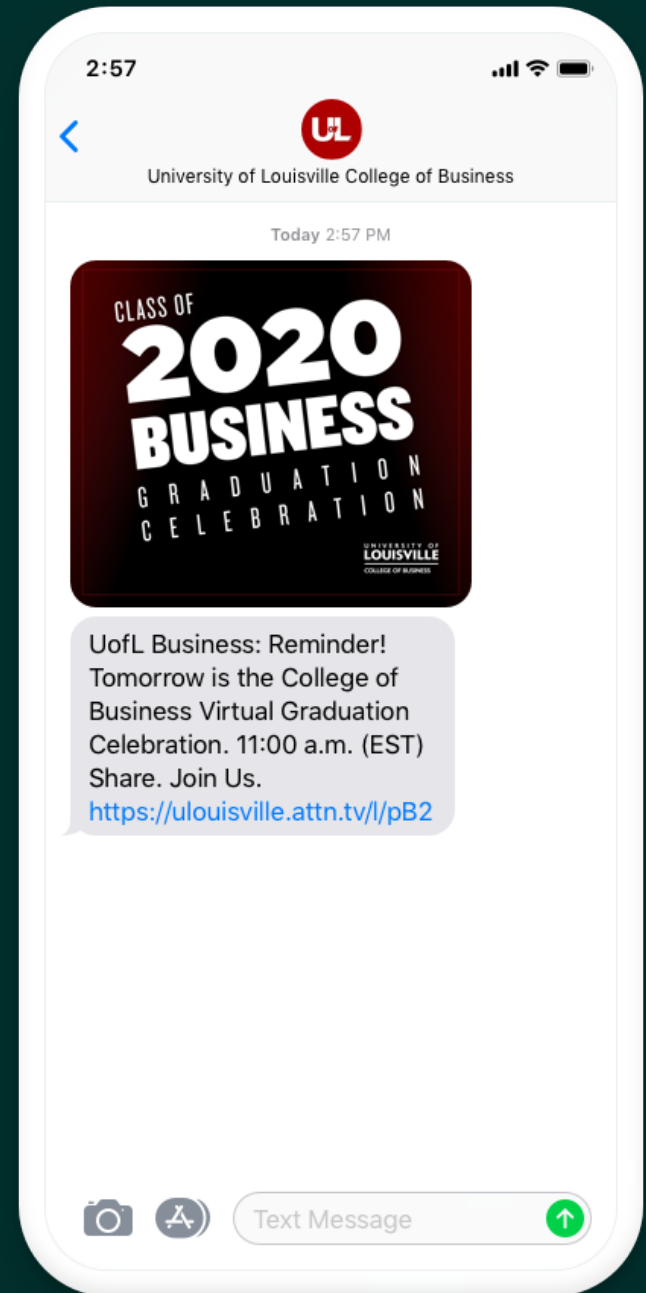 2:57
UofL
University of Louisville College of Business
Today 2:57 PM
CLASS OF
2020
BUSINESS
GRADUATION
CELEBRATION
UNIVERSITY OF
LOUISVILLE
COLLEGE OF BUSINESS
UofL Business: Reminder!
Tomorrow is the College of
Business Virtual Graduation
Celebration. 11:00 a.m. (EST)
Share. Join Us.
https://ulouisville.attn.tv/l/pB2
Text Message